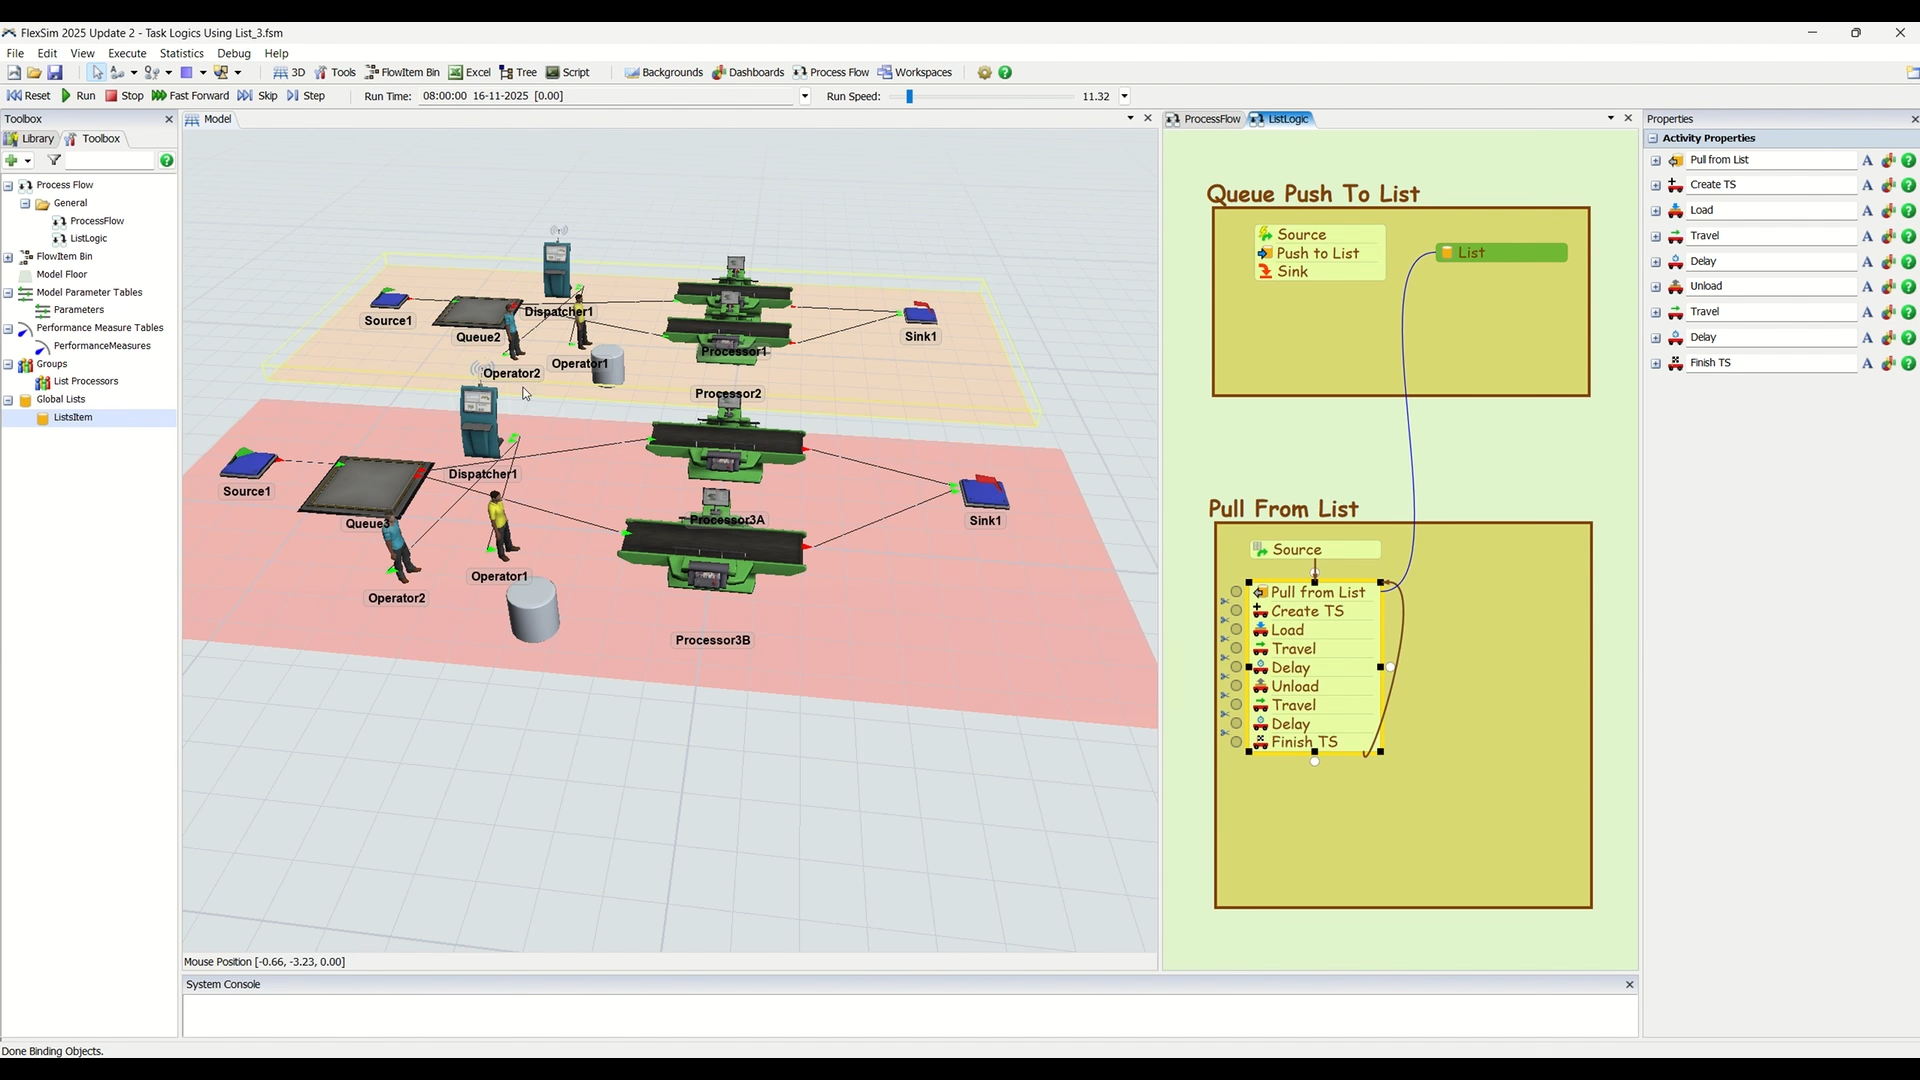 FlexSim 2025 Update 2 - Task Logics Using List_3.fsm
File Edit View Execute Statistics Debug Help
3D Tools FlowItem Bin Excel Tree Script Backgrounds Dashboards Process Flow Workspaces
Reset Run Stop Fast Forward Skip Step Run Time: 08:00:00 16-11-2025 [0.00] Run Speed: 11.32
Toolbox
Library Toolbox
Process Flow
General
ProcessFlow
ListLogic
FlowItem Bin
Model Floor
Model Parameter Tables
Parameters
Performance Measure Tables
PerformanceMeasures
Groups
List Processors
Global Lists
ListsItem
Model
Source1
Queue2
Dispatcher1
Operator1
Operator2
Processor1
Processor2
Sink1
Source1
Queue3
Dispatcher1
Operator1
Operator2
Processor3A
Processor3B
Sink1
Mouse Position [-0.66, -3.23, 0.00]
System Console
Done Binding Objects.
ProcessFlow ListLogic
Queue Push To List
Source
Push to List
Sink
List
Pull From List
Source
Pull from List
Create TS
Load
Travel
Delay
Unload
Travel
Delay
Finish TS
Properties
Activity Properties
Pull from List A
Create TS A
Load A
Travel A
Delay A
Unload A
Travel A
Delay A
Finish TS A